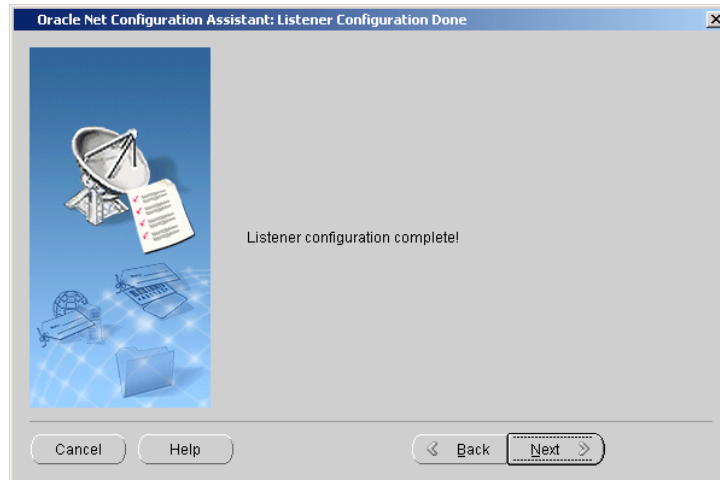 Oracle Net Configuration Assistant: Listener Configuration Done
Listener configuration complete!
Cancel
Help
Back
Next